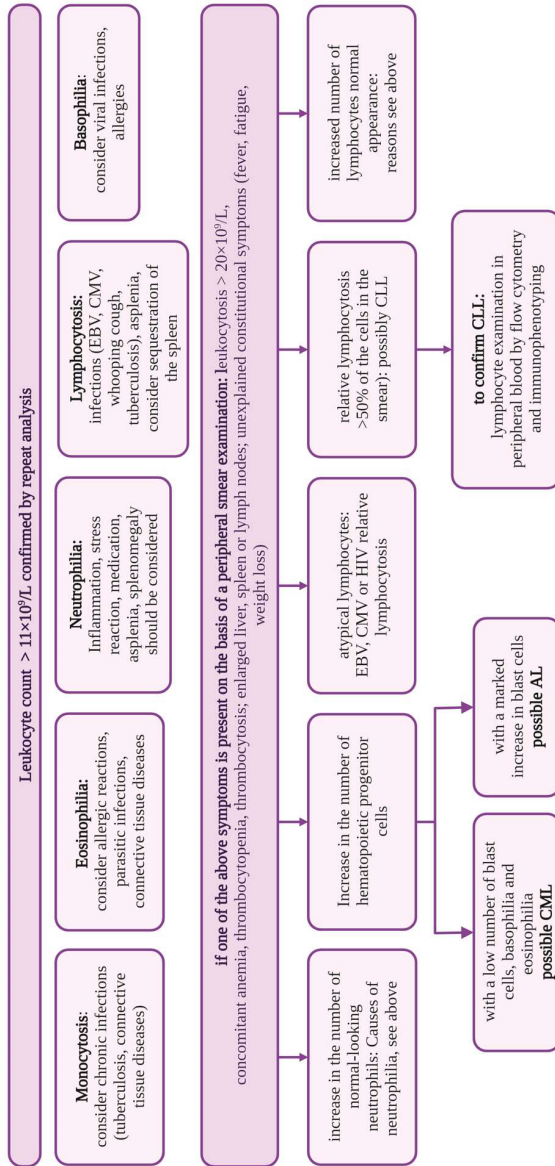 Leukocyte count > 11×10⁹/L confirmed by repeat analysis
Monocytosis:
consider chronic infections
(tuberculosis, connective
tissue diseases)
Eosinophilia:
consider allergic reactions,
parasitic infections,
connective tissue diseases
Neutrophilia:
Inflammation, stress
reaction, medication,
asplenia, splenomegaly
should be considered
Lymphocytosis:
infections (EBV, CMV,
whooping cough,
tuberculosis), asplenia,
consider sequestration of
the spleen
Basophilia:
consider viral infections,
allergies
if one of the above symptoms is present on the basis of a peripheral smear examination: leukocytosis > 20×10⁹/L,
concomitant anemia, thrombocytopenia, thrombocytosis; enlarged liver, spleen or lymph nodes; unexplained constitutional symptoms (fever, fatigue,
weight loss)
increase in the number of
normal-looking
neutrophils: Causes of
neutrophilia, see above
Increase in the number of
hematopoietic progenitor
cells
atypical lymphocytes:
EBV, CMV or HIV relative
lymphocytosis
relative lymphocytosis
>50% of the cells in the
smear): possibly CLL
increased number of
lymphocytes normal
appearance:
reasons see above
with a low number of blast
cells, basophilia and
eosinophilia
possible CML
with a marked
increase in blast cells
possible AL
to confirm CLL:
lymphocyte examination in
peripheral blood by flow cytometry
and immunophenotyping